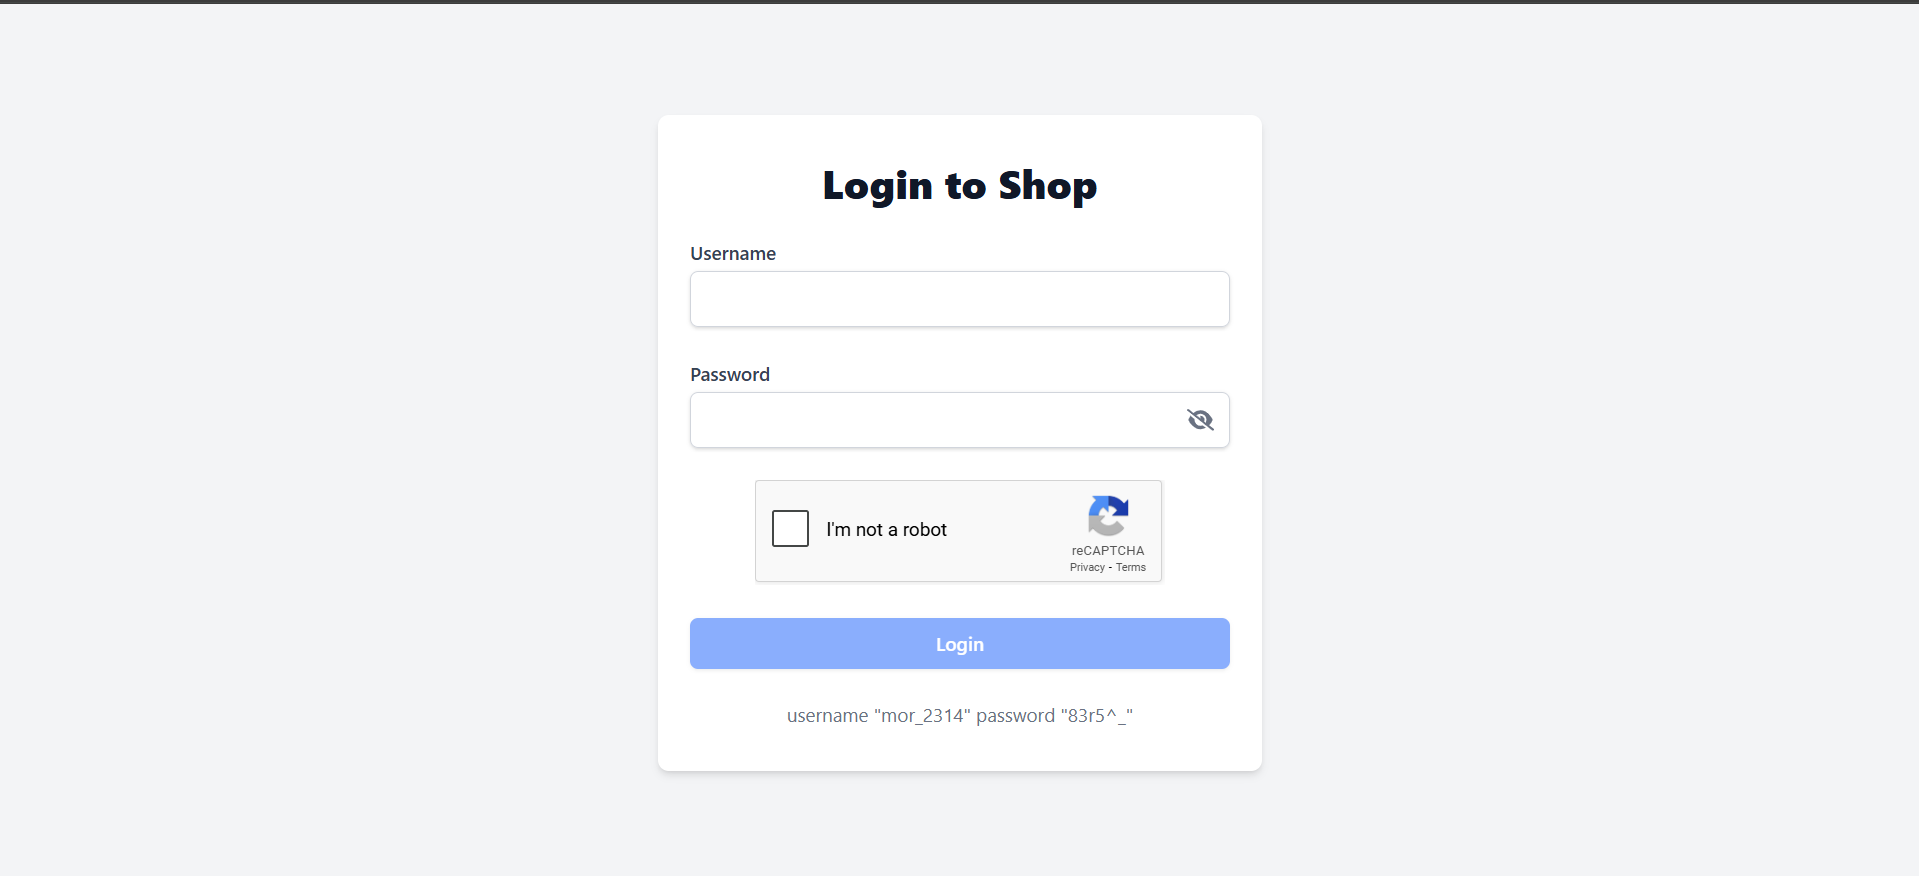 Login to Shop
Username
Password
I'm not a robot
reCAPTCHA
Privacy - Terms
Login
username "mor_2314" password "83r5^_"